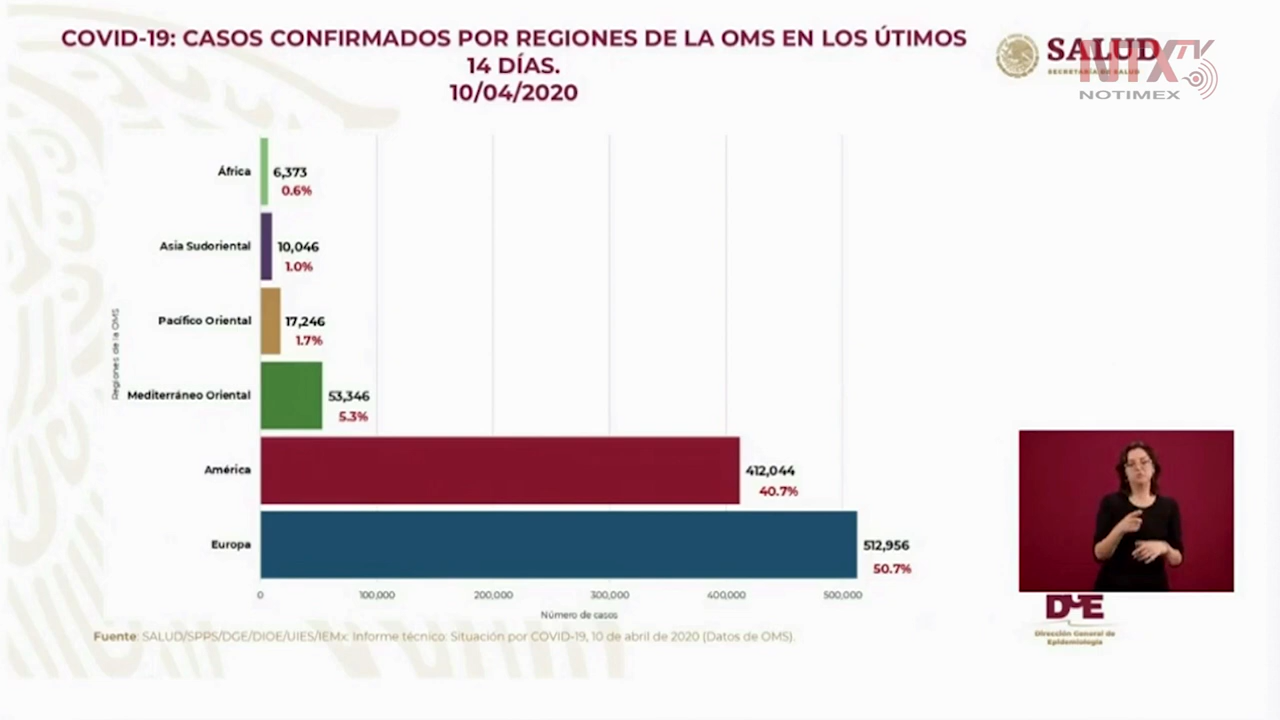 COVID-19: CASOS CONFIRMADOS POR REGIONES DE LA OMS EN LOS ÚTIMOS
14 DÍAS.
10/04/2020
SALUD
SECRETARÍA DE SALUD
NTX TV
NOTIMEX
África
6,373
0.6%
Asia Sudoriental
10,046
1.0%
Pacífico Oriental
17,246
1.7%
Regiones de la OMS
Mediterráneo Oriental
53,346
5.3%
América
412,044
40.7%
Europa
512,956
50.7%
0 100,000 200,000 300,000 400,000 500,000
Número de casos
Fuente: SALUD/SPPS/DGE/DIOE/UIES/IEMx: Informe técnico: Situación por COVID-19, 10 de abril de 2020 (Datos de OMS).
DGE
Dirección General de
Epidemiología